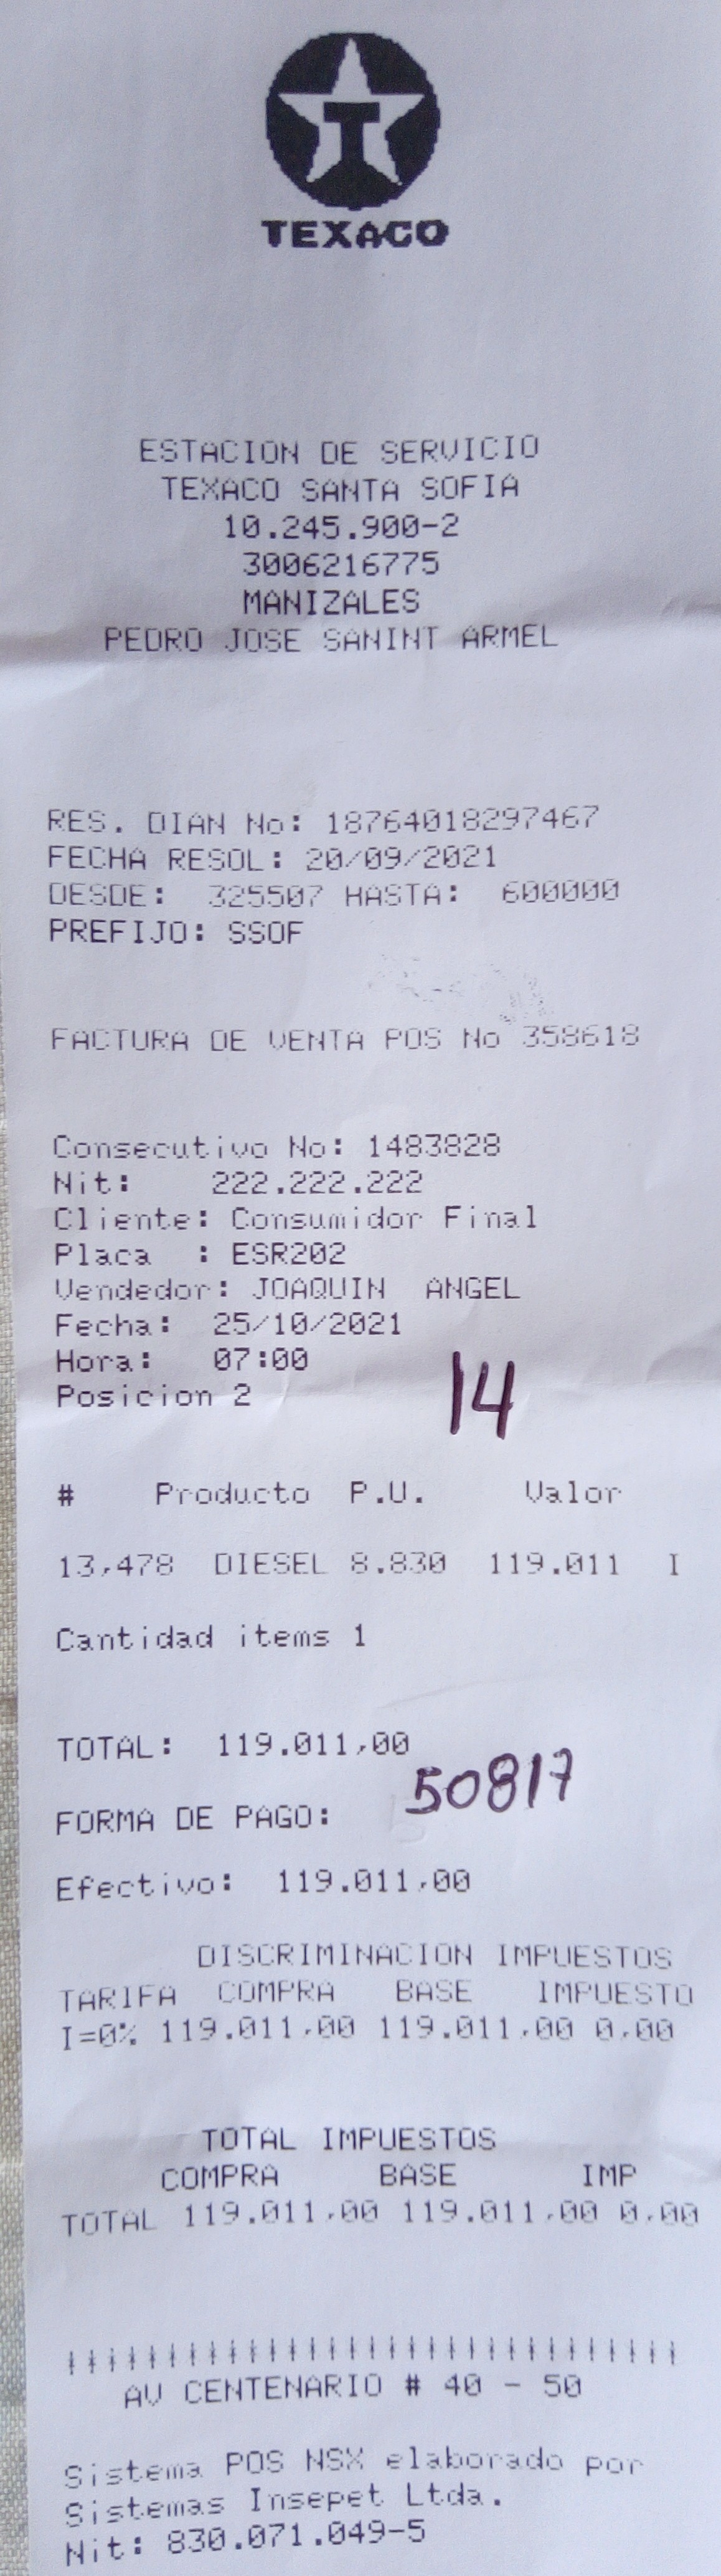 T
TEXACO
ESTACION DE SERVICIO
TEXACO SANTA SOFIA
10.245.900-2
3006216775
MANIZALES
PEDRO JOSE SANINT ARMEL
RES. DIAN No: 18764018297467
FECHA RESOL: 20/09/2021
DESDE: 325507 HASTA: 600000
PREFIJO: SSOF
FACTURA DE VENTA POS No 358618
Consecutivo No: 1483828
Nit: 222.222.222
Cliente: Consumidor Final
Placa : ESR202
Vendedor: JOAQUIN ANGEL
Fecha: 25/10/2021
Hora: 07:00
Posicion 2
14
# Producto P.U. Valor
13,478 DIESEL 8.830 119.011 I
Cantidad items 1
TOTAL: 119.011,00
50817
FORMA DE PAGO:
Efectivo: 119.011,00
DISCRIMINACION IMPUESTOS
TARIFA COMPRA BASE IMPUESTO
I=0% 119.011,00 119.011,00 0,00
TOTAL IMPUESTOS
COMPRA BASE IMP
TOTAL 119.011,00 119.011,00 0,00
AV CENTENARIO # 40 - 50
Sistema POS NSX elaborado por
Sistemas Insepet Ltda.
Nit: 830.071.049-5